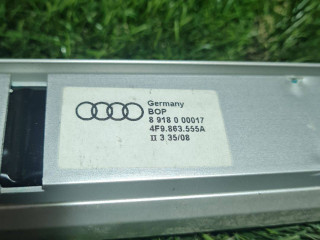 Germany
BOP
8 918 0 00017
4F9.863.555A
II 3 35/08